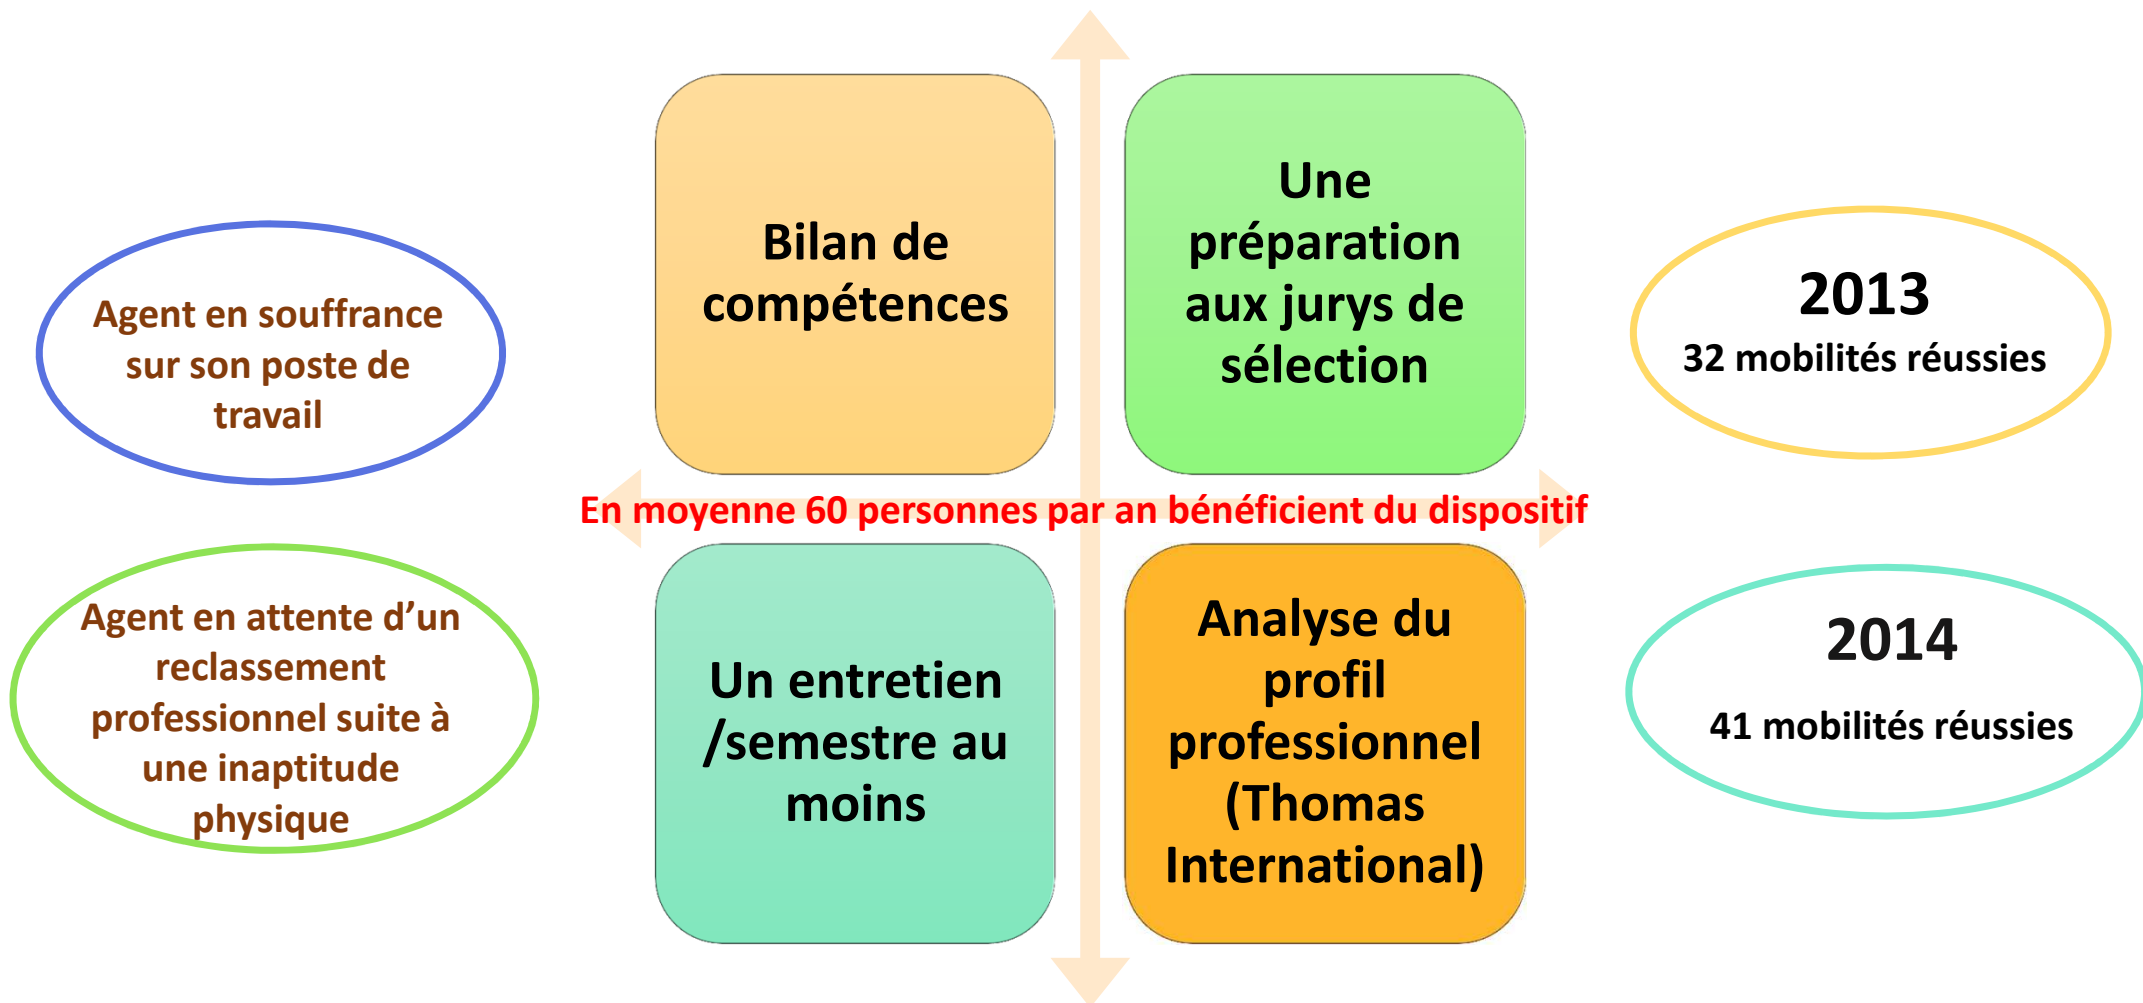 Agent en souffrance
sur son poste de
travail
Agent en attente d’un
reclassement
professionnel suite à
une inaptitude
physique
Bilan de
compétences
Une
préparation
aux jurys de
sélection
En moyenne 60 personnes par an bénéficient du dispositif
Un entretien
/semestre au
moins
Analyse du
profil
professionnel
(Thomas
International)
2013
32 mobilités réussies
2014
41 mobilités réussies